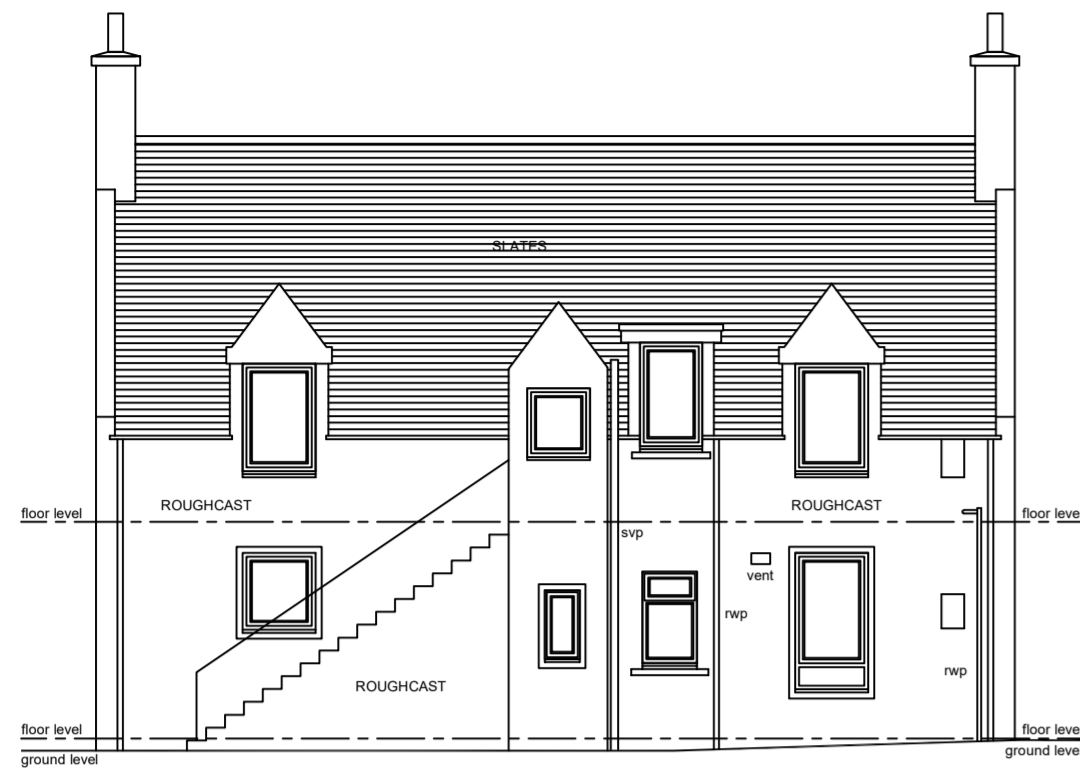 SLATES
ROUGHCAST
ROUGHCAST
floor level
floor leve
svp
vent
rwp
rwp
ROUGHCAST
floor level
floor leve
ground level
ground leve